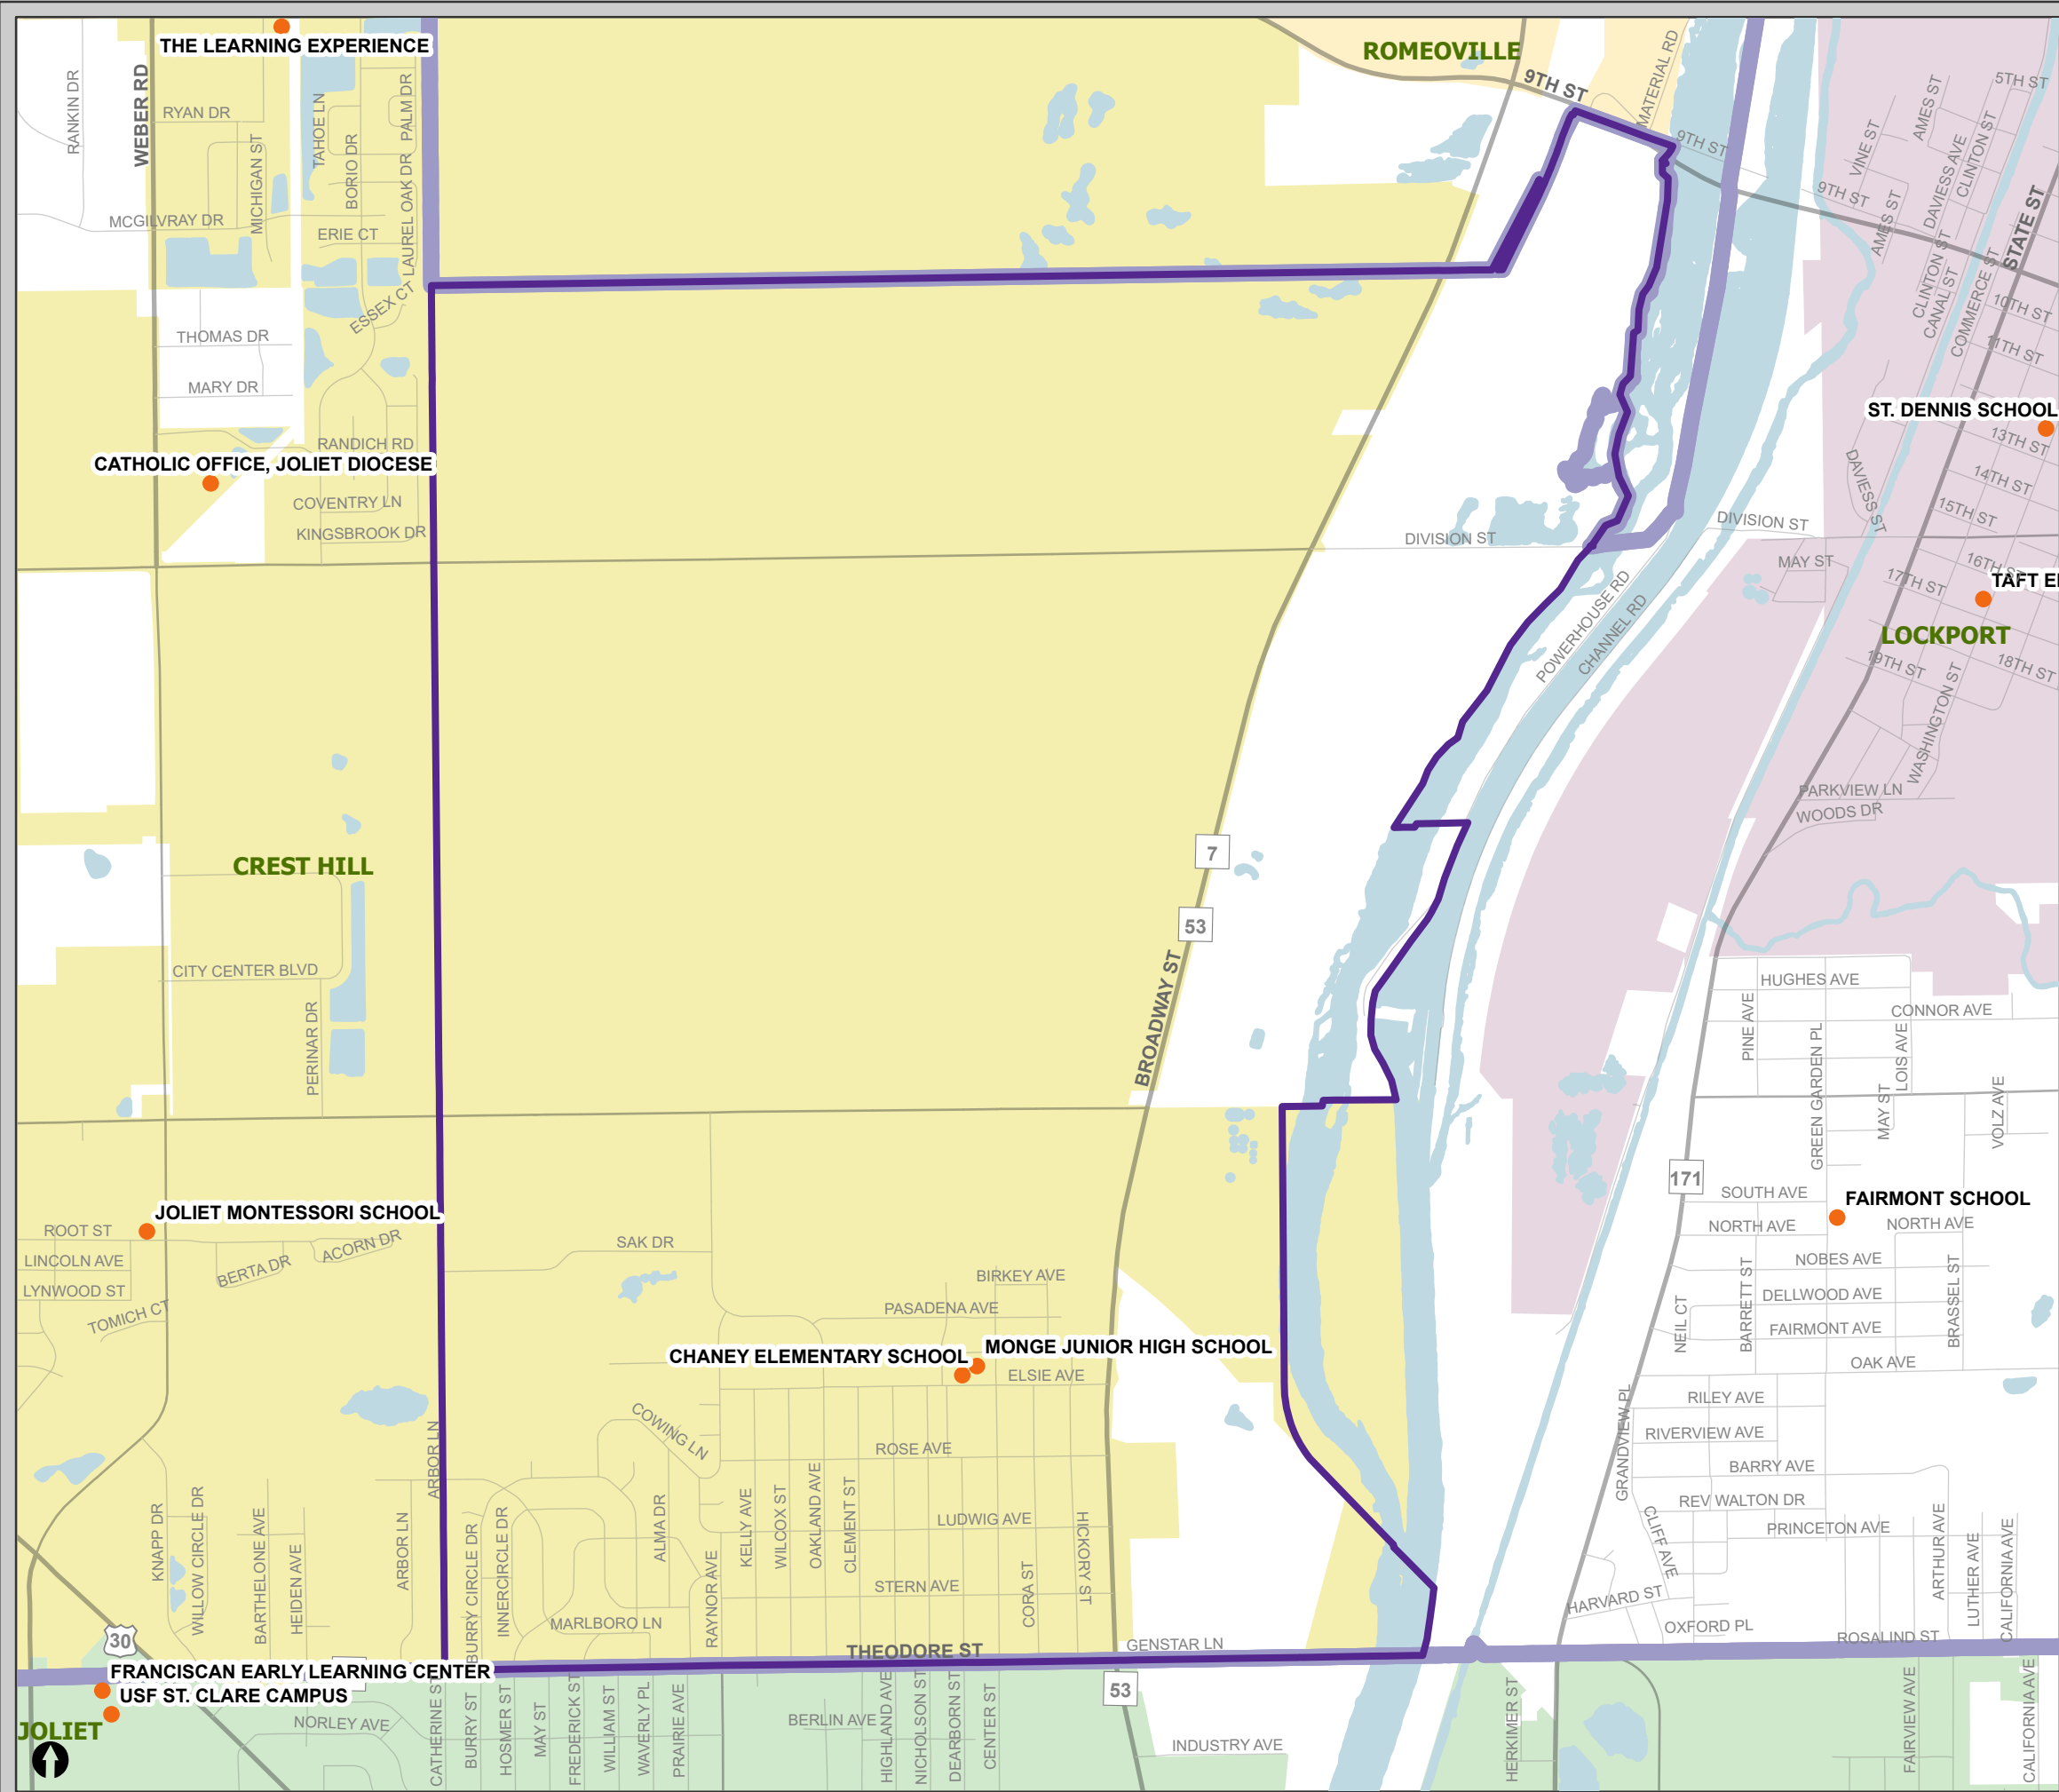 THE LEARNING EXPERIENCE
ROMEOVILLE
9TH ST
MATERIAL RD
5TH ST
RANKIN DR
WEBER RD
RYAN DR
MICHIGAN ST
TAHOE LN
BORIO DR
PALM DR
LAUREL OAK DR
9TH ST
VINE ST
AMES ST
DAVIESS AVE
CLINTON ST
9TH ST
AMES ST
STATE ST
MCGILVRAY DR
ERIE CT
ESSEX CT
CLINTON ST
CANAL ST
COMMERCE ST
10TH ST
11TH ST
THOMAS DR
MARY DR
ST. DENNIS SCHOOL
13TH ST
RANDICH RD
CATHOLIC OFFICE, JOLIET DIOCESE
14TH ST
COVENTRY LN
KINGSBROOK DR
DAVIESS ST
15TH ST
DIVISION ST
DIVISION ST
MAY ST
16TH ST
17TH ST
TAFT E
POWERHOUSE RD
CHANNEL RD
LOCKPORT
19TH ST
18TH ST
WASHINGTON ST
PARKVIEW LN
WOODS DR
7
CREST HILL
53
CITY CENTER BLVD
PERINAR DR
BROADWAY ST
HUGHES AVE
CONNOR AVE
PINE AVE
GREEN GARDEN PL
LOIS AVE
MAY ST
VOLZ AVE
171
SOUTH AVE
FAIRMONT SCHOOL
NORTH AVE
NORTH AVE
JOLIET MONTESSORI SCHOOL
ROOT ST
LINCOLN AVE
LYNWOOD ST
BERTA DR
ACORN DR
TOMICH CT
SAK DR
BIRKEY AVE
PASADENA AVE
NOBES AVE
DELLWOOD AVE
FAIRMONT AVE
NEIL CT
BARRETT ST
BRASSEL ST
OAK AVE
CHANEY ELEMENTARY SCHOOL
MONGE JUNIOR HIGH SCHOOL
ELSIE AVE
RILEY AVE
GRANDVIEW PL
RIVERVIEW AVE
BARRY AVE
REV WALTON DR
PRINCETON AVE
COWING LN
ROSE AVE
ARBOR LN
KNAPP DR
WILLOW CIRCLE DR
BARTHELONE AVE
HEIDEN AVE
ARBOR LN
BURRY CIRCLE DR
INNERCIRCLE DR
ALMA DR
RAYNOR AVE
KELLY AVE
WILCOX ST
OAKLAND AVE
CLEMENT ST
LUDWIG AVE
HICKORY ST
STERN AVE
CORA ST
MARLBORO LN
CLIFF AVE
ARTHUR AVE
LUTHER AVE
CALIFORNIA AVE
HARVARD ST
OXFORD PL
ROSALIND ST
30
THEODORE ST
GENSTAR LN
FRANCISCAN EARLY LEARNING CENTER
USF ST. CLARE CAMPUS
JOLIET
NORLEY AVE
CATHERINE ST
BURY ST
HOSMER ST
MAY ST
FREDERICK ST
WILLIAM ST
WAVERLY PL
PRAIRIE AVE
BERLIN AVE
HIGHLAND AVE
NICHOLSON ST
DEARBORN ST
CENTER ST
53
INDUSTRY AVE
HERKIMER ST
FAIRVIEW AVE
CALIFORNIA AVE